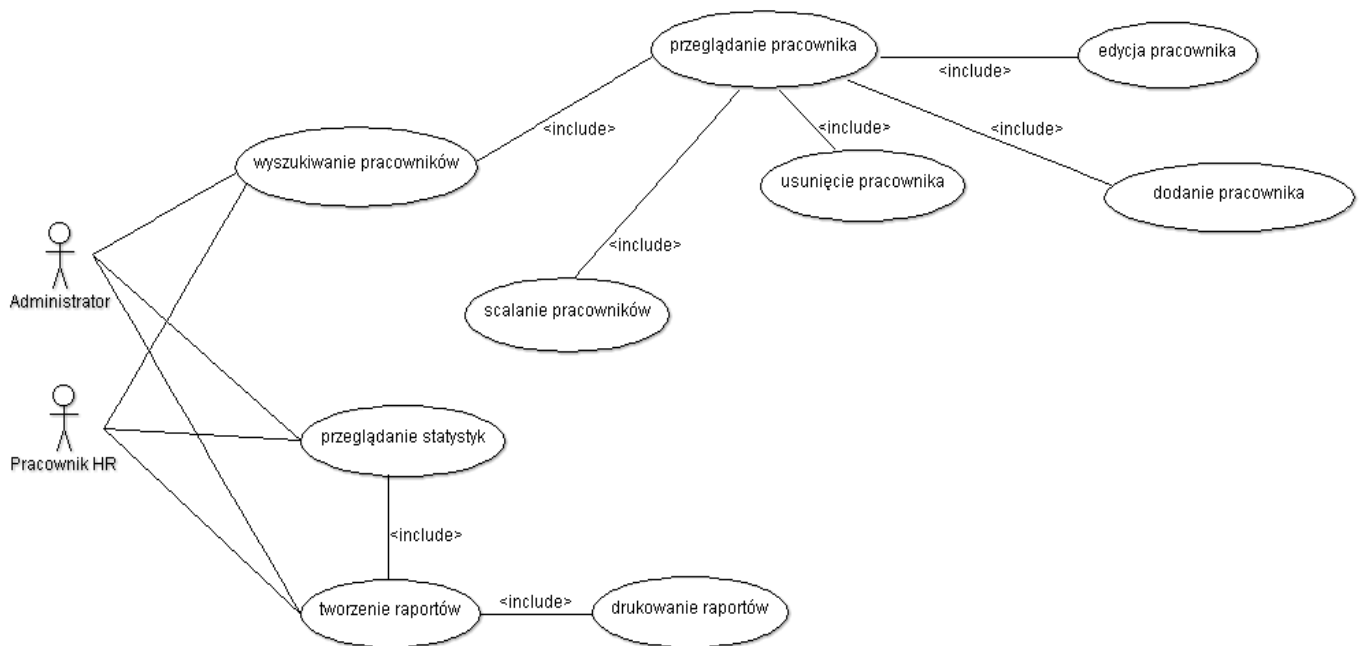 przeglądanie pracownika
edycja pracownika
<include>
<include>
<include>
<include>
wyszukiwanie pracowników
usunięcie pracownika
dodanie pracownika
<include>
Administrator
scalanie pracowników
przeglądanie statystyk
Pracownik HR
<include>
tworzenie raportów
<include>
drukowanie raportów